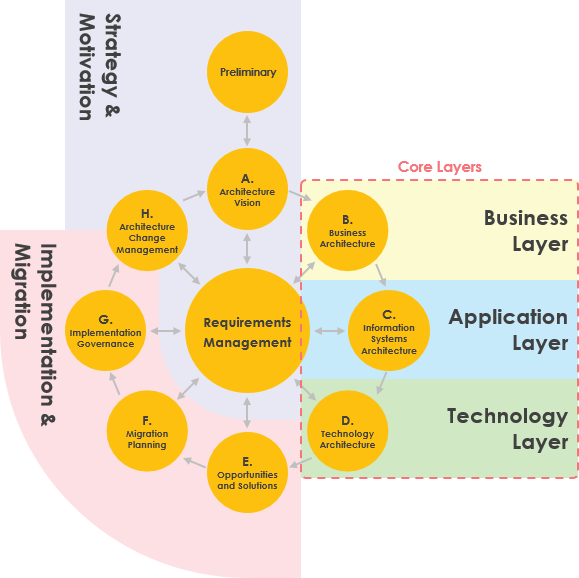 Strategy &
Motivation
Preliminary
Core Layers
A.
Architecture
Vision
H.
Architecture
Change
Management
B.
Business
Architecture
Business
Layer
Implementation &
Migration
G.
Implementation
Governance
Requirements
Management
C.
Information
Systems
Architecture
Application
Layer
F.
Migration
Planning
D.
Technology
Architecture
Technology
Layer
E.
Opportunities
and Solutions